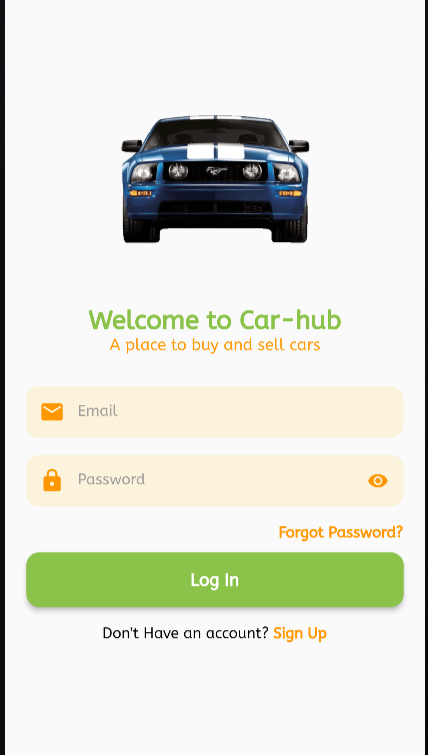 Welcome to Car-hub
A place to buy and sell cars
Email
Password
Forgot Password?
Log In
Don't Have an account? Sign Up